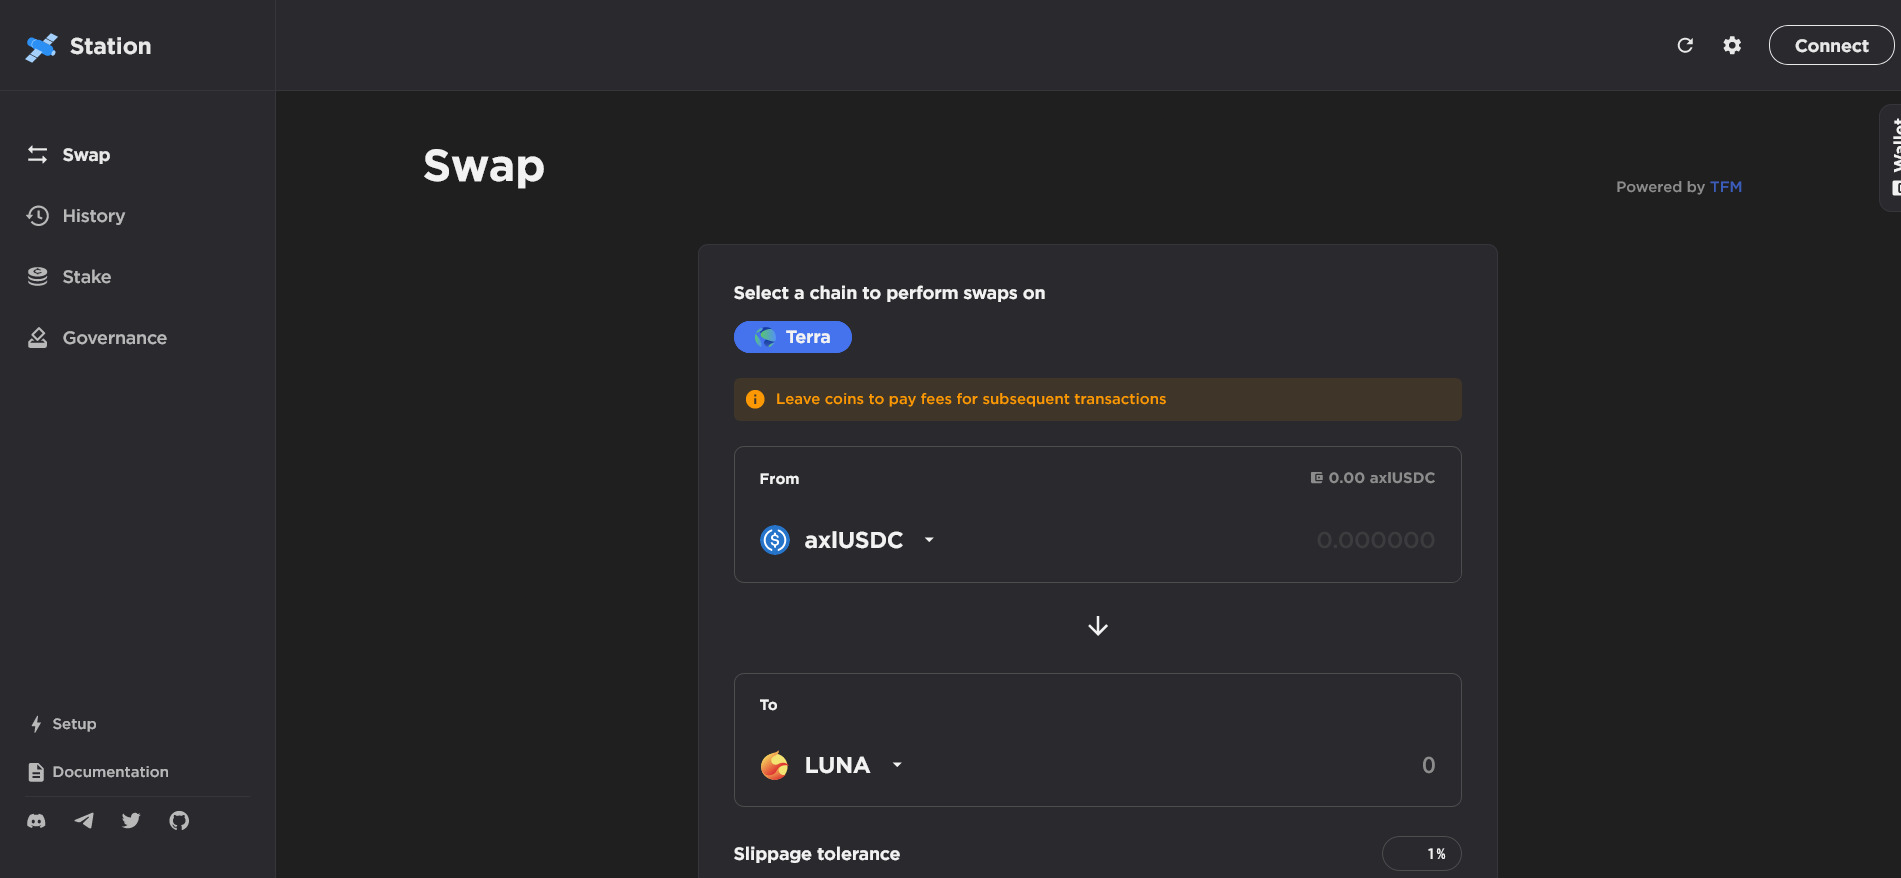 Station
Connect
Swap
History
Stake
Governance
Setup
Documentation
Swap
Powered by TFM
Wallet
Select a chain to perform swaps on
Terra
Leave coins to pay fees for subsequent transactions
From
0.00 axlUSDC
axlUSDC
0.000000
To
LUNA
0
Slippage tolerance
1%